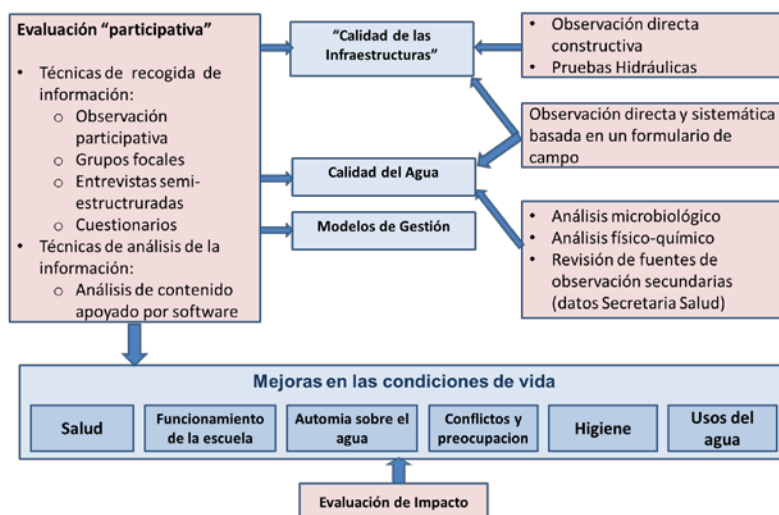 Evaluación “participativa”
• Técnicas de recogida de
información:
o Observación
participativa
o Grupos focales
o Entrevistas semi-
estructruradas
o Cuestionarios
• Técnicas de análisis de la
información:
o Análisis de contenido
apoyado por software
“Calidad de las
Infraestructuras”
Calidad del Agua
Modelos de Gestión
• Observación directa
constructiva
• Pruebas Hidráulicas
Observación directa y sistemática
basada en un formulario de
campo
• Análisis microbiológico
• Análisis físico-químico
• Revisión de fuentes de
observación secundarias
(datos Secretaria Salud)
Mejoras en las condiciones de vida
Salud
Funcionamiento
de la escuela
Automia sobre el
agua
Conflictos y
preocupacion
Higiene
Usos del
agua
Evaluación de Impacto